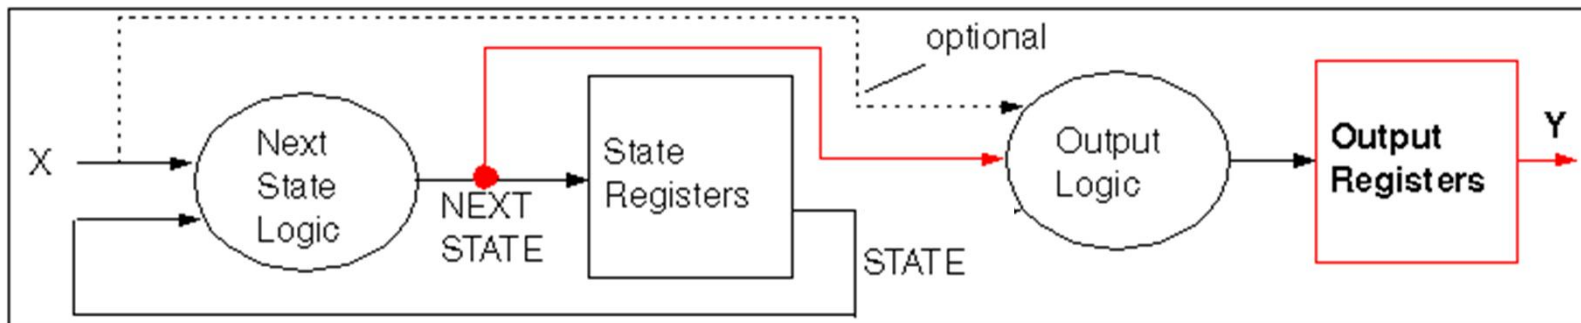 X
Next
State
Logic
NEXT
STATE
State
Registers
STATE
optional
Output
Logic
Output
Registers
Y